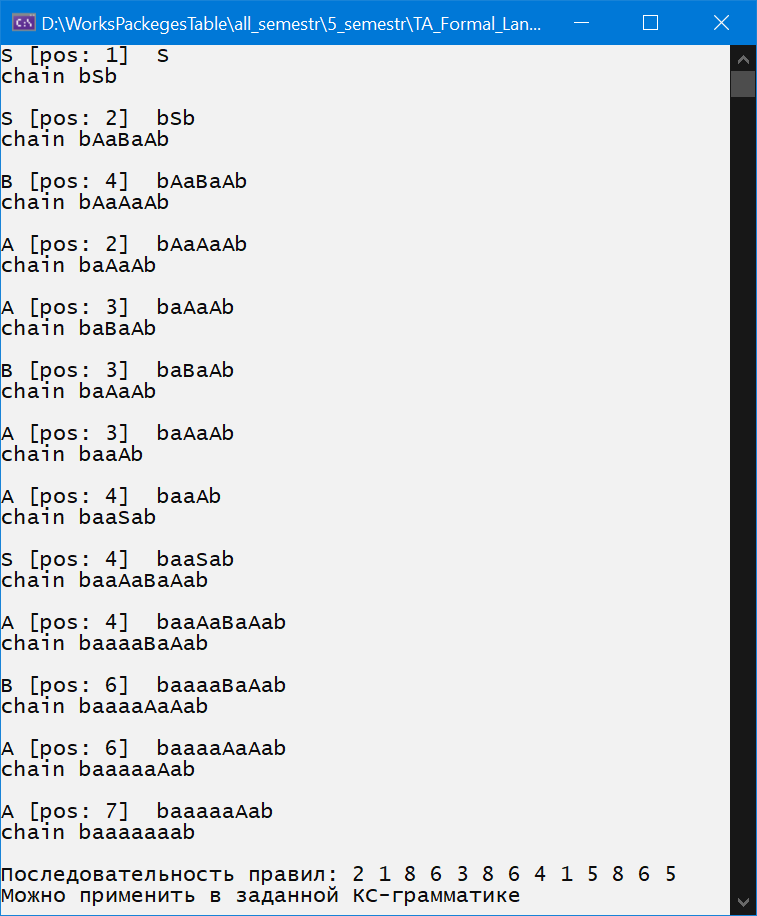 D:\WorksPackegesTable\all_semestr\5_semestr\TA_Formal_Lan...
S [pos: 1]  S
chain bSb
S [pos: 2]  bSb
chain bAaBaAb
B [pos: 4]  bAaBaAb
chain bAaAaAb
A [pos: 2]  bAaAaAb
chain baAaAb
A [pos: 3]  baAaAb
chain baBaAb
B [pos: 3]  baBaAb
chain baAaAb
A [pos: 3]  baAaAb
chain baaAb
A [pos: 4]  baaAb
chain baaSab
S [pos: 4]  baaSab
chain baaAaBaAab
A [pos: 4]  baaAaBaAab
chain baaaaBaAab
B [pos: 6]  baaaaBaAab
chain baaaaAaAab
A [pos: 6]  baaaaAaAab
chain baaaaaAab
A [pos: 7]  baaaaaAab
chain baaaaaaab
Последовательность правил: 2 1 8 6 3 8 6 4 1 5 8 6 5
Можно применить в заданной КС-грамматике